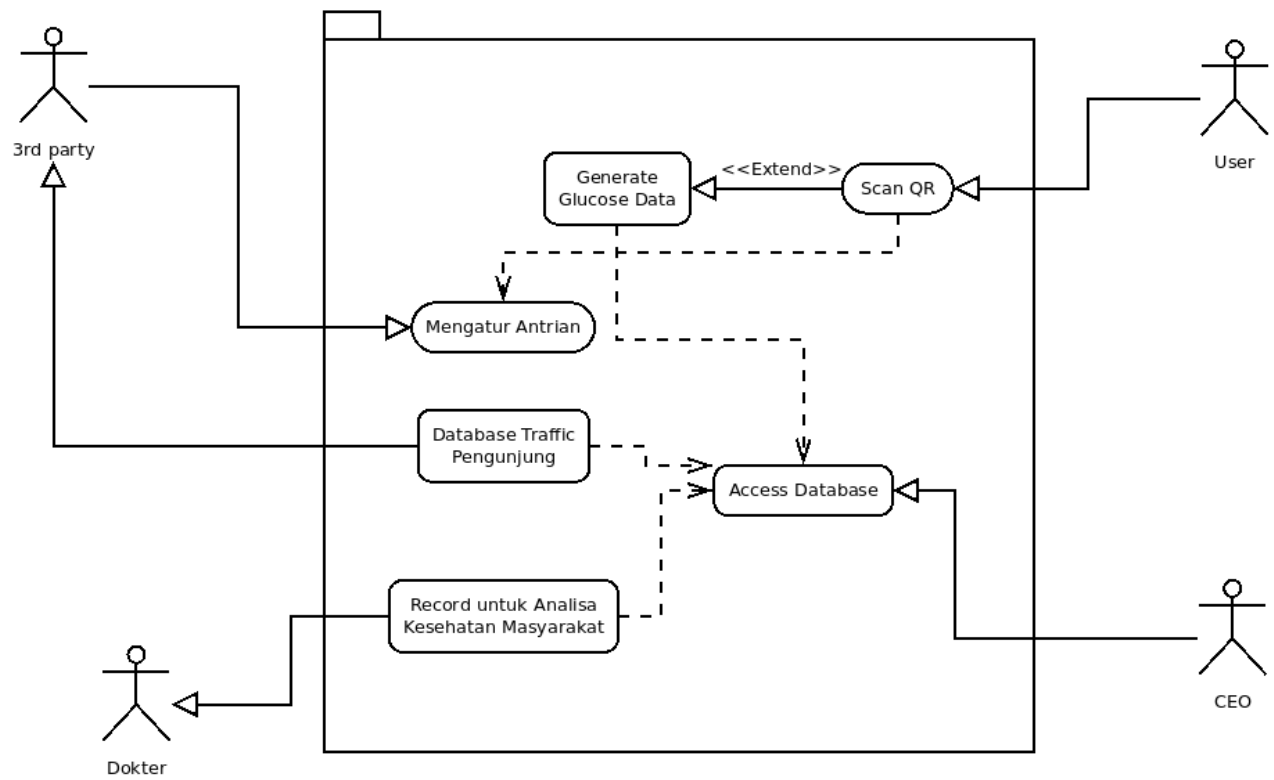 3rd party
User
<<Extend>>
Generate
Glucose Data
Scan QR
Mengatur Antrian
Database Traffic
Pengunjung
Access Database
Record untuk Analisa
Kesehatan Masyarakat
CEO
Dokter